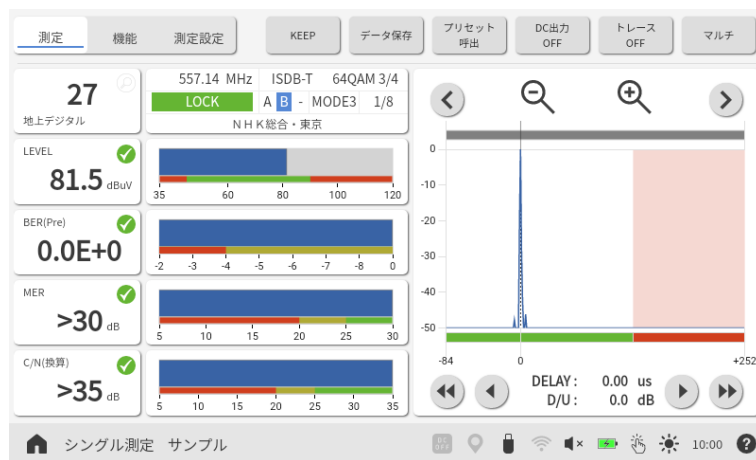 測定 機能 測定設定 KEEP データ保存 プリセット呼出 DC出力 OFF トレース OFF マルチ
27
地上デジタル
557.14 MHz ISDB-T 64QAM 3/4
LOCK A B - MODE3 1/8
NHK総合・東京
LEVEL
81.5 dBuV
35 60 80 100 120
BER(Pre)
0.0E+0
-2 -3 -4 -5 -6 -7 -8 0
MER
>30 dB
5 10 15 20 25 30
C/N(換算)
>35 dB
5 10 15 20 25 30 35
0
-10
-20
-30
-40
-50
-84 0 +252
DELAY : 0.00 us
D/U : 0.0 dB
シングル測定 サンプル DC OFF 10:00 ?